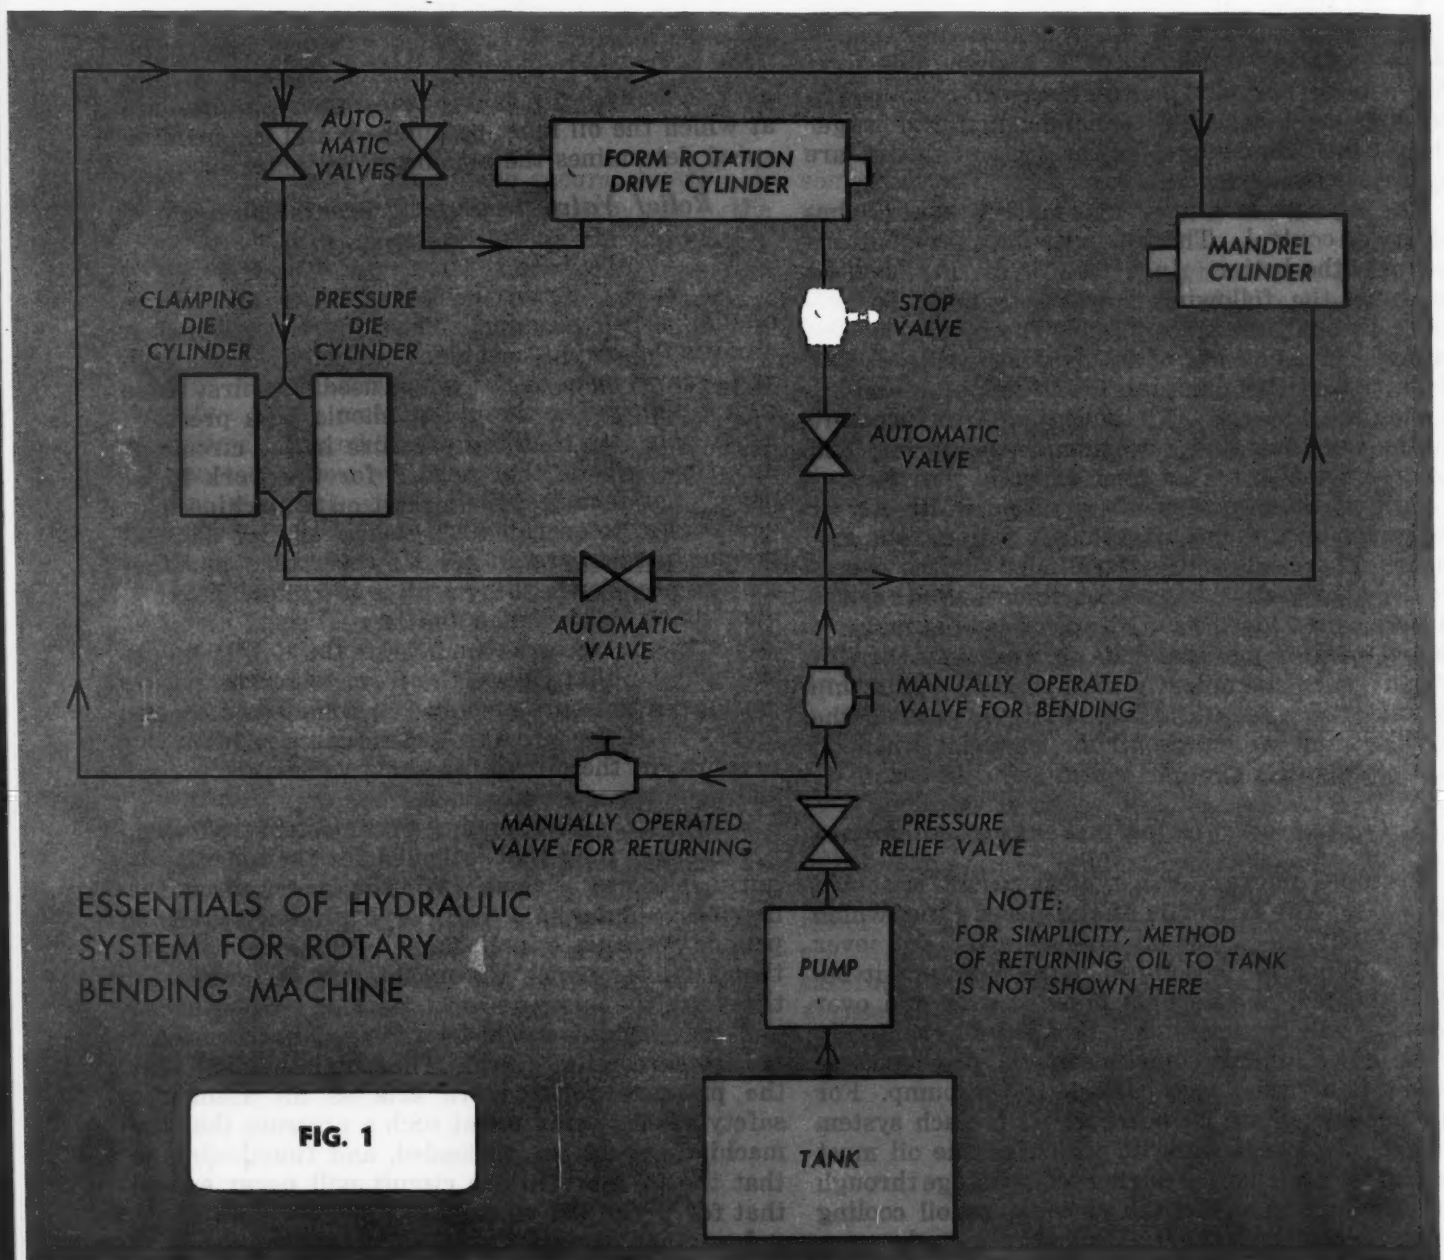 AUTO-
MATIC
VALVES
FORM ROTATION
DRIVE CYLINDER
MANDREL
CYLINDER
CLAMPING
DIE
CYLINDER
PRESSURE
DIE
CYLINDER
STOP
VALVE
AUTOMATIC
VALVE
AUTOMATIC
VALVE
MANUALLY OPERATED
VALVE FOR BENDING
MANUALLY OPERATED
VALVE FOR RETURNING
PRESSURE
RELIEF VALVE
ESSENTIALS OF HYDRAULIC
SYSTEM FOR ROTARY
BENDING MACHINE
NOTE:
FOR SIMPLICITY, METHOD
OF RETURNING OIL TO TANK
IS NOT SHOWN HERE
PUMP
FIG. 1
TANK